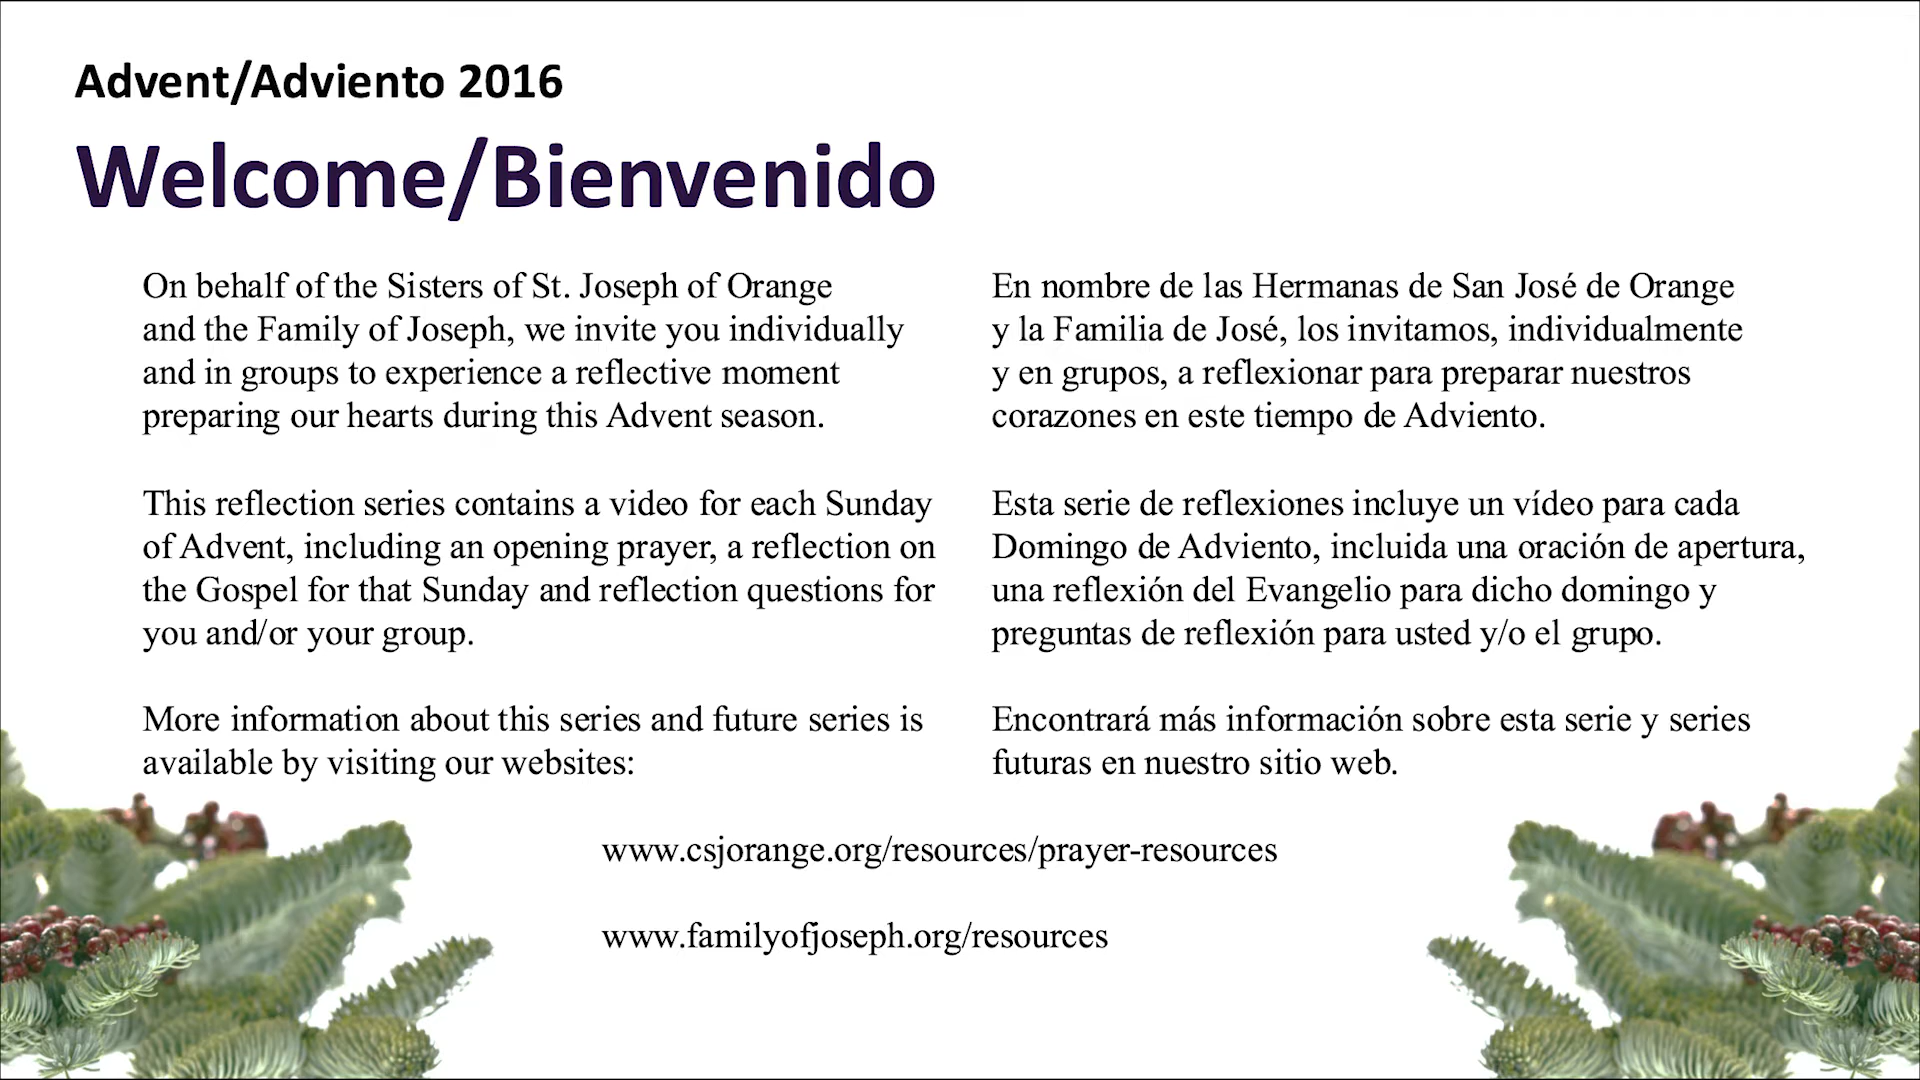 Advent/Adviento 2016
Welcome/Bienvenido
On behalf of the Sisters of St. Joseph of Orange
and the Family of Joseph, we invite you individually
and in groups to experience a reflective moment
preparing our hearts during this Advent season.
This reflection series contains a video for each Sunday
of Advent, including an opening prayer, a reflection on
the Gospel for that Sunday and reflection questions for
you and/or your group.
More information about this series and future series is
available by visiting our websites:
En nombre de las Hermanas de San José de Orange
y la Familia de José, los invitamos, individualmente
y en grupos, a reflexionar para preparar nuestros
corazones en este tiempo de Adviento.
Esta serie de reflexiones incluye un vídeo para cada
Domingo de Adviento, incluida una oración de apertura,
una reflexión del Evangelio para dicho domingo y
preguntas de reflexión para usted y/o el grupo.
Encontrará más información sobre esta serie y series
futuras en nuestro sitio web.
www.csjorange.org/resources/prayer-resources
www.familyofjoseph.org/resources